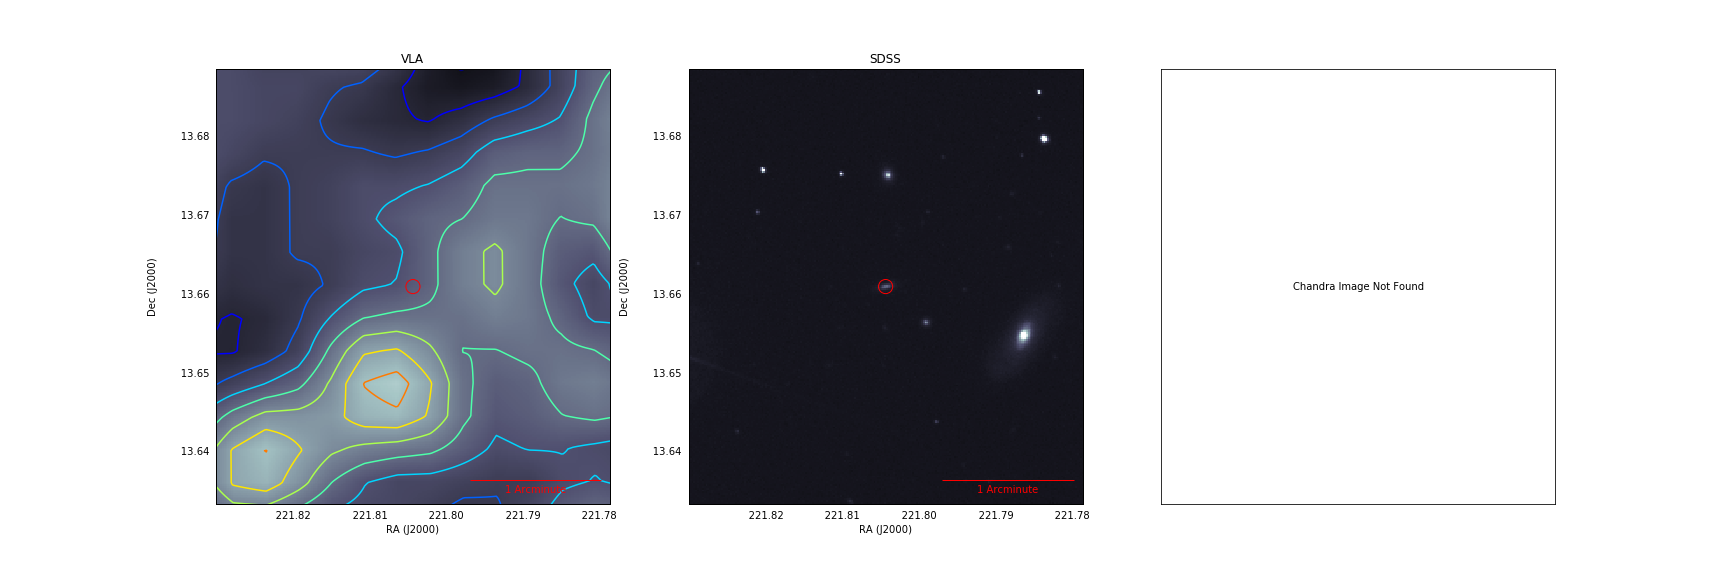 VLA
13.68
13.67
13.66
13.65
13.64
Dec (J2000)
221.82
221.81
221.80
221.79
221.78
RA (J2000)
1 Arcminute
SDSS
13.68
13.67
13.66
13.65
13.64
Dec (J2000)
221.82
221.81
221.80
221.79
221.78
RA (J2000)
1 Arcminute
Chandra Image Not Found